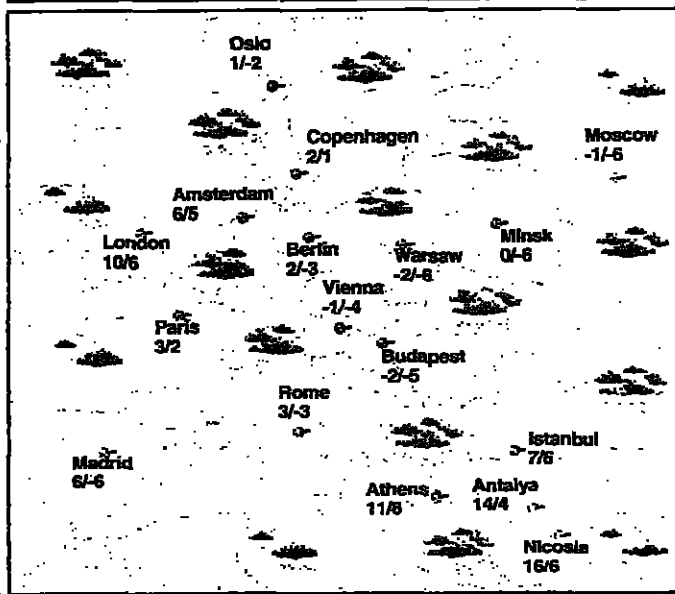 Oslo
1/-2
Copenhagen
2/1
Moscow
-1/-6
Amsterdam
6/5
London
10/6
Berlin
2/-3
Warsaw
-2/-6
Minsk
0/-6
Vienna
-1/-4
Paris
3/2
Budapest
-2/-5
Rome
3/-3
Madrid
6/-6
Istanbul
7/6
Athens
11/8
Antalya
14/4
Nicosia
16/6